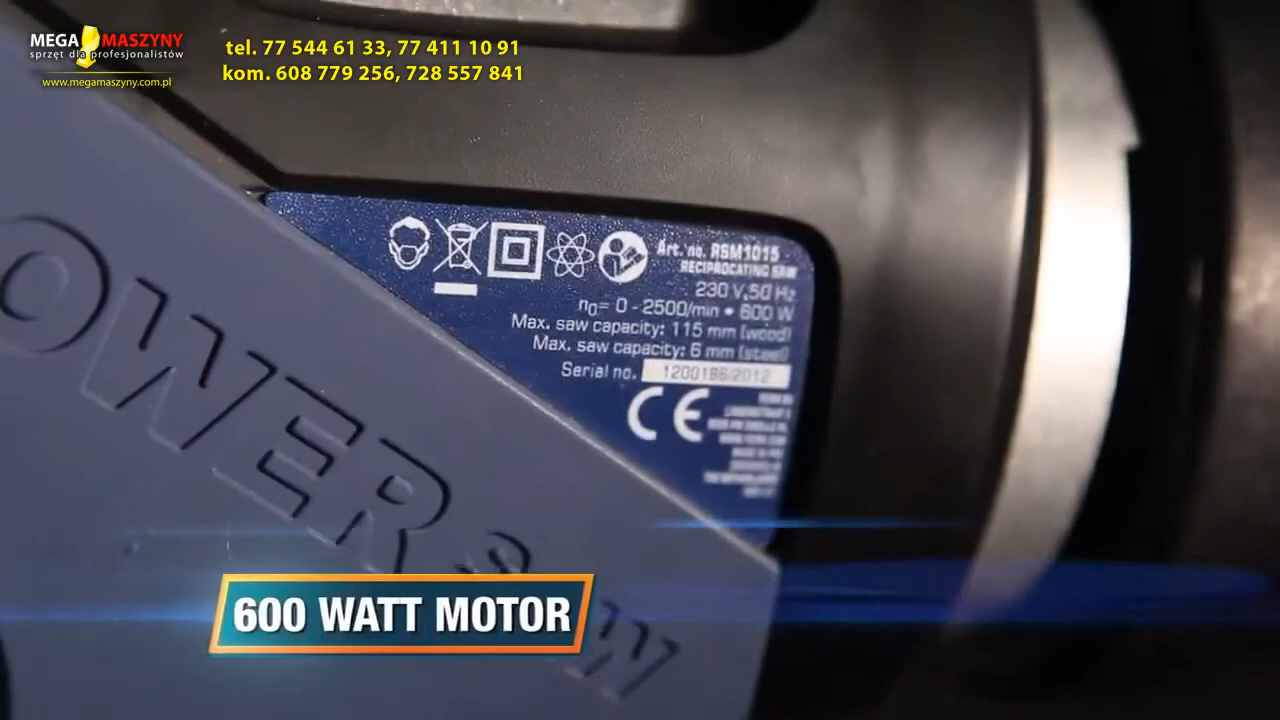 MEGA MASZYNY
sprzęt dla profesjonalistów
www.megamaszyny.com.pl
tel. 77 544 61 33, 77 411 10 91
kom. 608 779 256, 728 557 841
Art. no. RSM1015
RECIPROCATING SAW
230 V,50 Hz
n0= 0 - 2500/min • 600 W
Max. saw capacity: 115 mm (wood)
Max. saw capacity: 6 mm (steel)
Serial no. 1200186/2012
CE
THE NETHERLANDS
OWER
600 WATT MOTOR